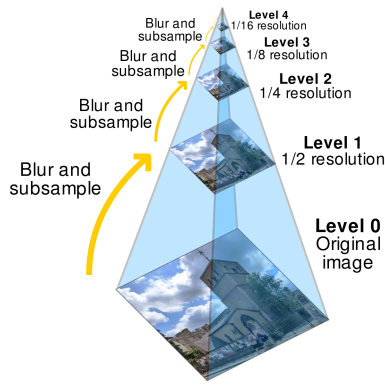 Level 4
1/16 resolution
Blur and
subsample
Level 3
1/8 resolution
Blur and
subsample
Level 2
1/4 resolution
Blur and
subsample
Level 1
1/2 resolution
Blur and
subsample
Level 0
Original
image